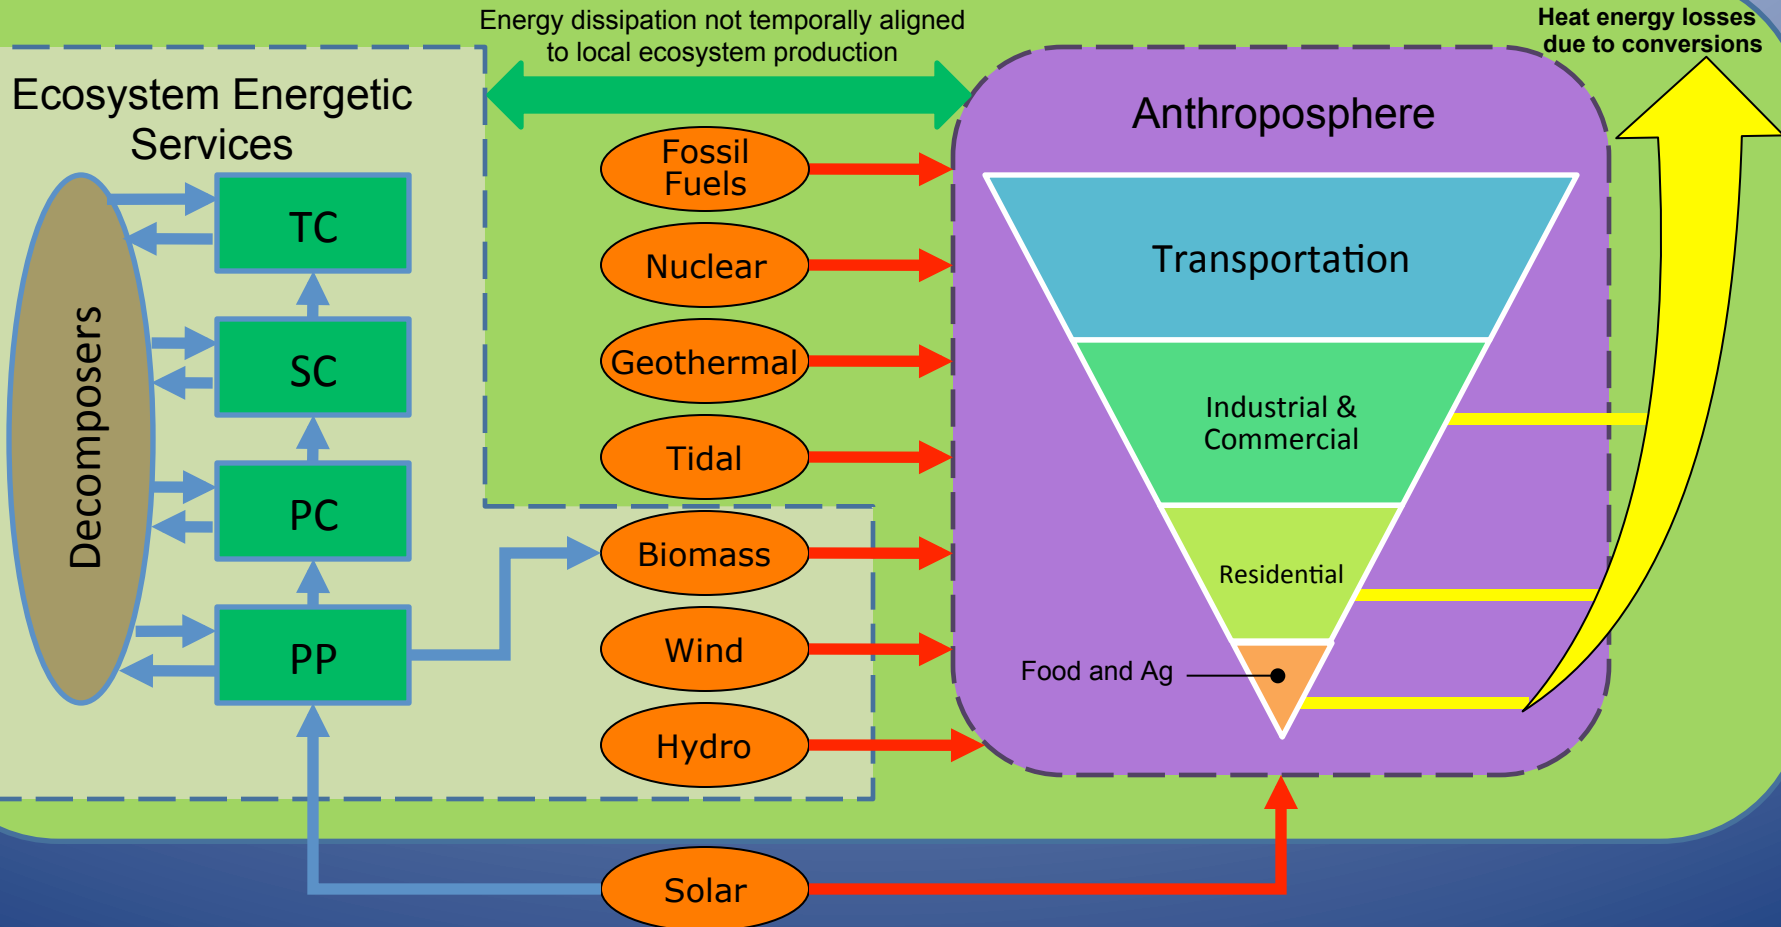 Energy dissipation not temporally aligned
to local ecosystem production
Heat energy losses
due to conversions
Ecosystem Energetic
Services
Anthroposphere
Decomposers
TC
SC
PC
PP
Fossil
Fuels
Nuclear
Geothermal
Tidal
Biomass
Wind
Hydro
Solar
Transportation
Industrial &
Commercial
Residential
Food and Ag